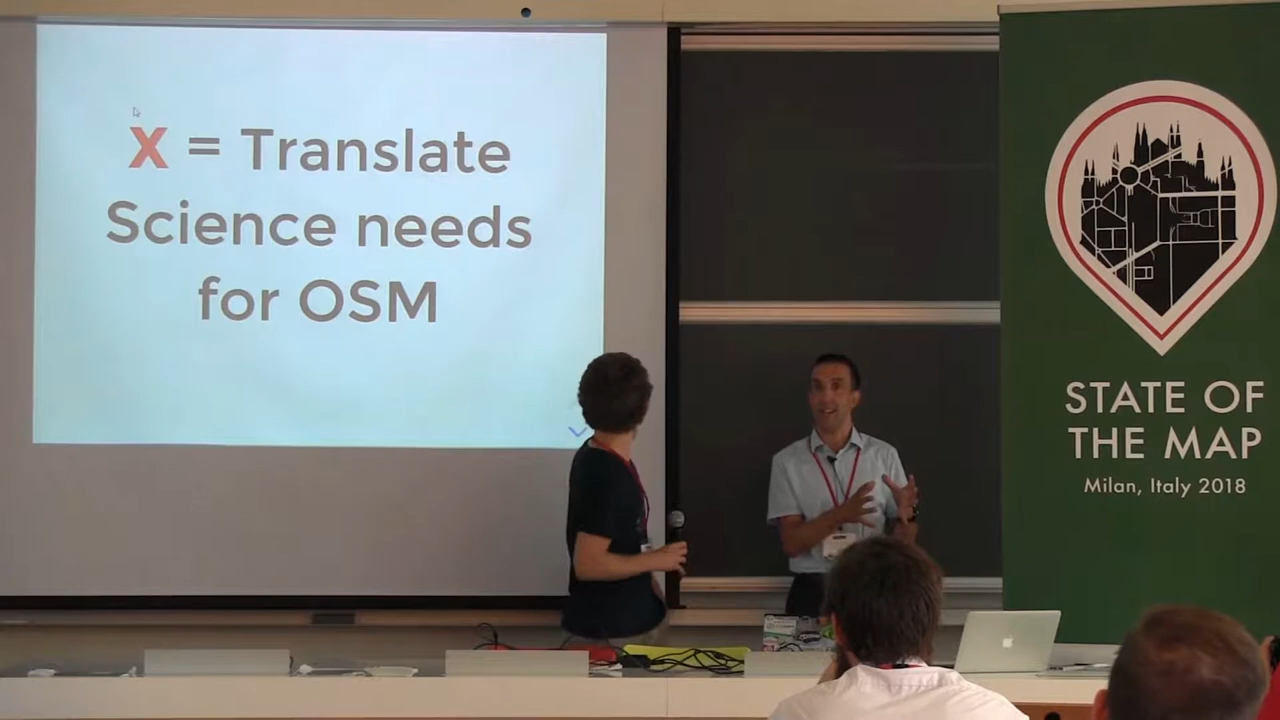 X = Translate
Science needs
for OSM
STATE OF
THE MAP
Milan, Italy 2018